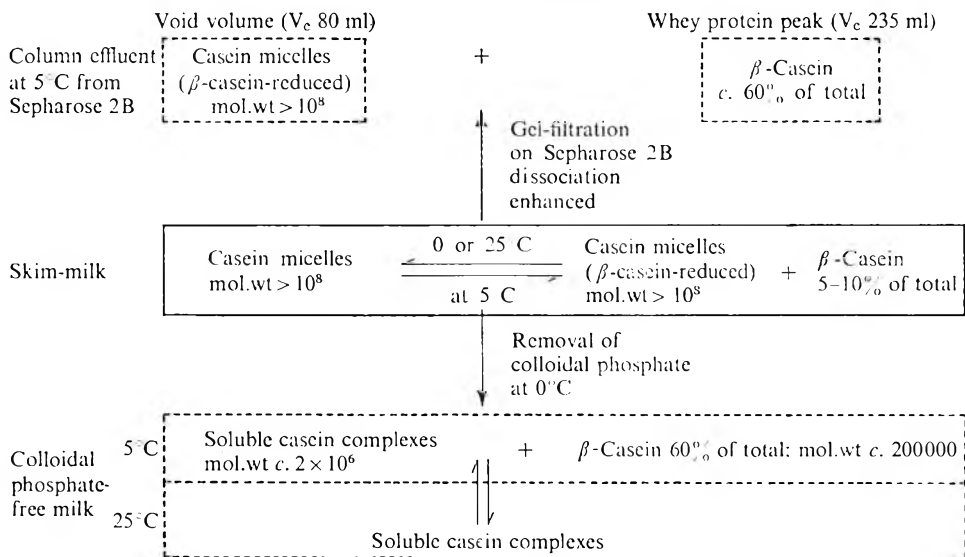 Void volume (Vc 80 ml)
Whey protein peak (Vc 235 ml)
Column effluent
at 5°C from
Sepharose 2B
Casein micelles
(β-casein-reduced)
mol.wt > 10⁸
+
β-Casein
c. 60% of total
Gel-filtration
on Sepharose 2B
dissociation
enhanced
Skim-milk
Casein micelles
mol.wt > 10⁸
0 or 25 C
at 5 C
Casein micelles
(β-casein-reduced)
mol.wt > 10⁸
+
β-Casein
5–10% of total
Removal of
colloidal phosphate
at 0°C
Colloidal
phosphate-
free milk
5°C
Soluble casein complexes
mol.wt c. 2 × 10⁶
+
β-Casein 60% of total: mol.wt c. 200000
25°C
Soluble casein complexes